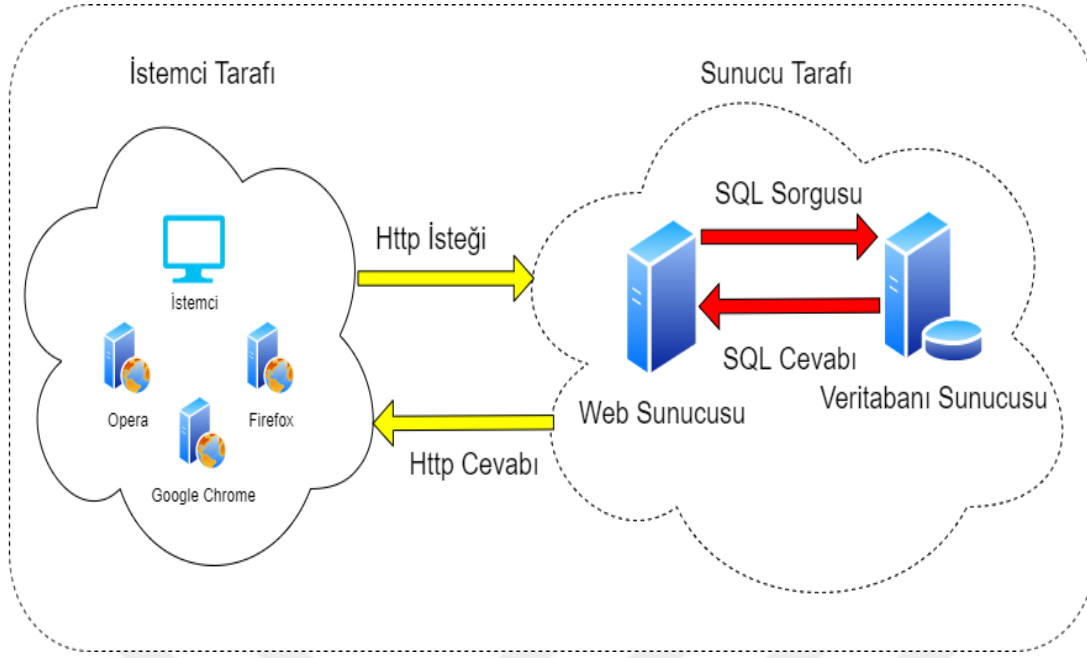 İstemci Tarafı
Sunucu Tarafı
SQL Sorgusu
Http İsteği
İstemci
SQL Cevabı
Veritabanı Sunucusu
Web Sunucusu
Opera
Firefox
Http Cevabı
Google Chrome